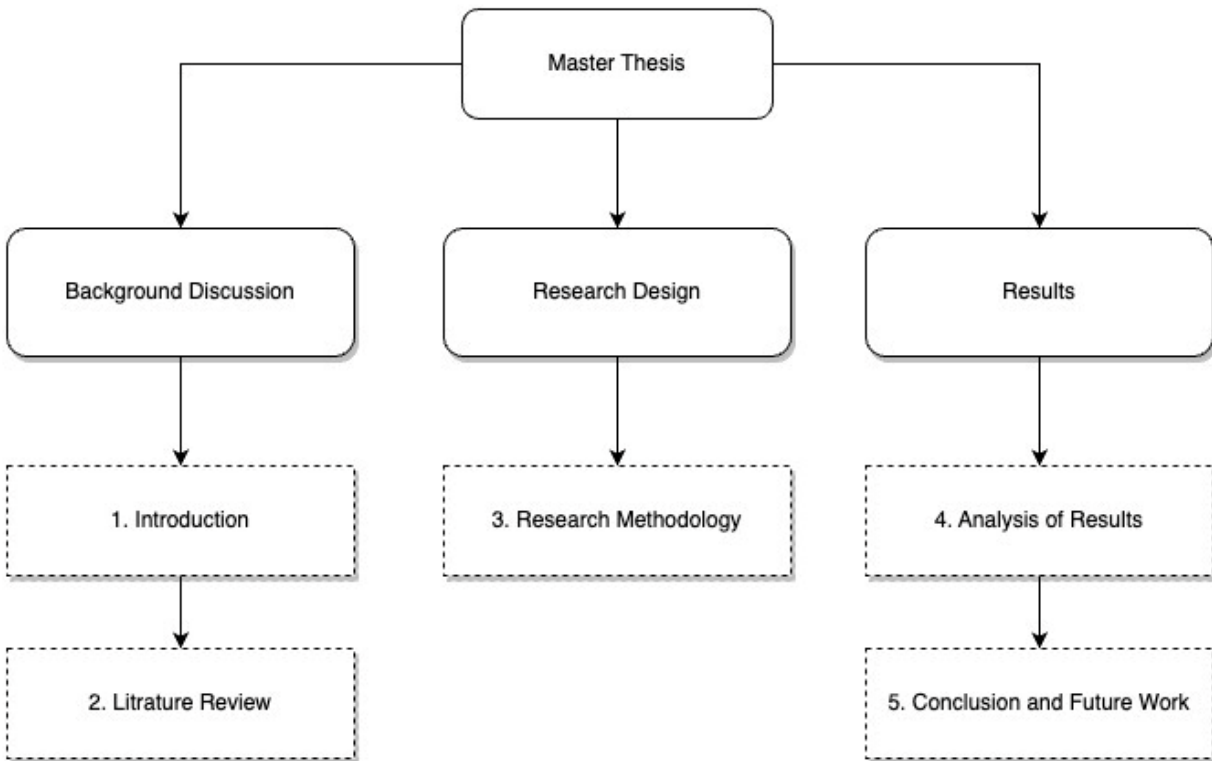 Master Thesis
Background Discussion
Research Design
Results
1. Introduction
3. Research Methodology
4. Analysis of Results
2. Litrature Review
5. Conclusion and Future Work